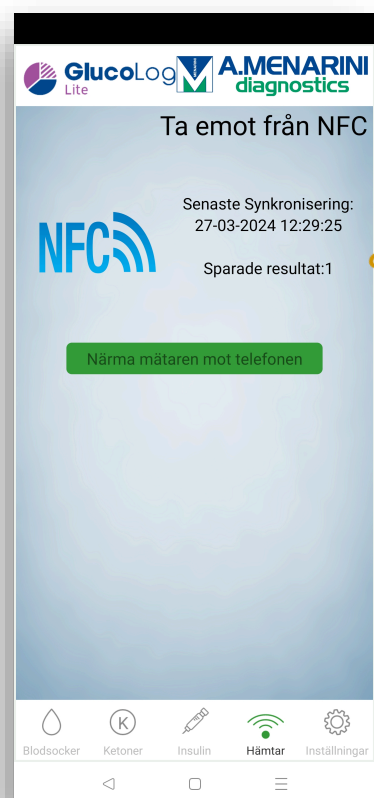 GlucoLog
Lite
A.MENARINI
diagnostics
Ta emot från NFC
NFC
Senaste Synkronisering:
27-03-2024 12:29:25
Sparade resultat:1
Närma mätaren mot telefonen
K
Blodsocker Ketoner Insulin Hämtar Inställningar